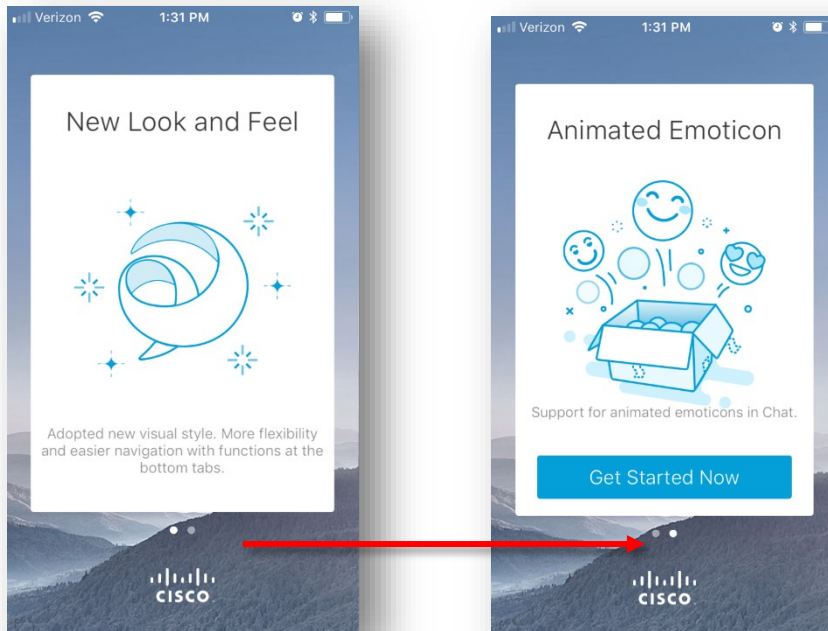 Verizon 1:31 PM
New Look and Feel
Adopted new visual style. More flexibility
and easier navigation with functions at the
bottom tabs.
CISCO
Verizon 1:31 PM
Animated Emoticon
Support for animated emoticons in Chat.
Get Started Now
CISCO